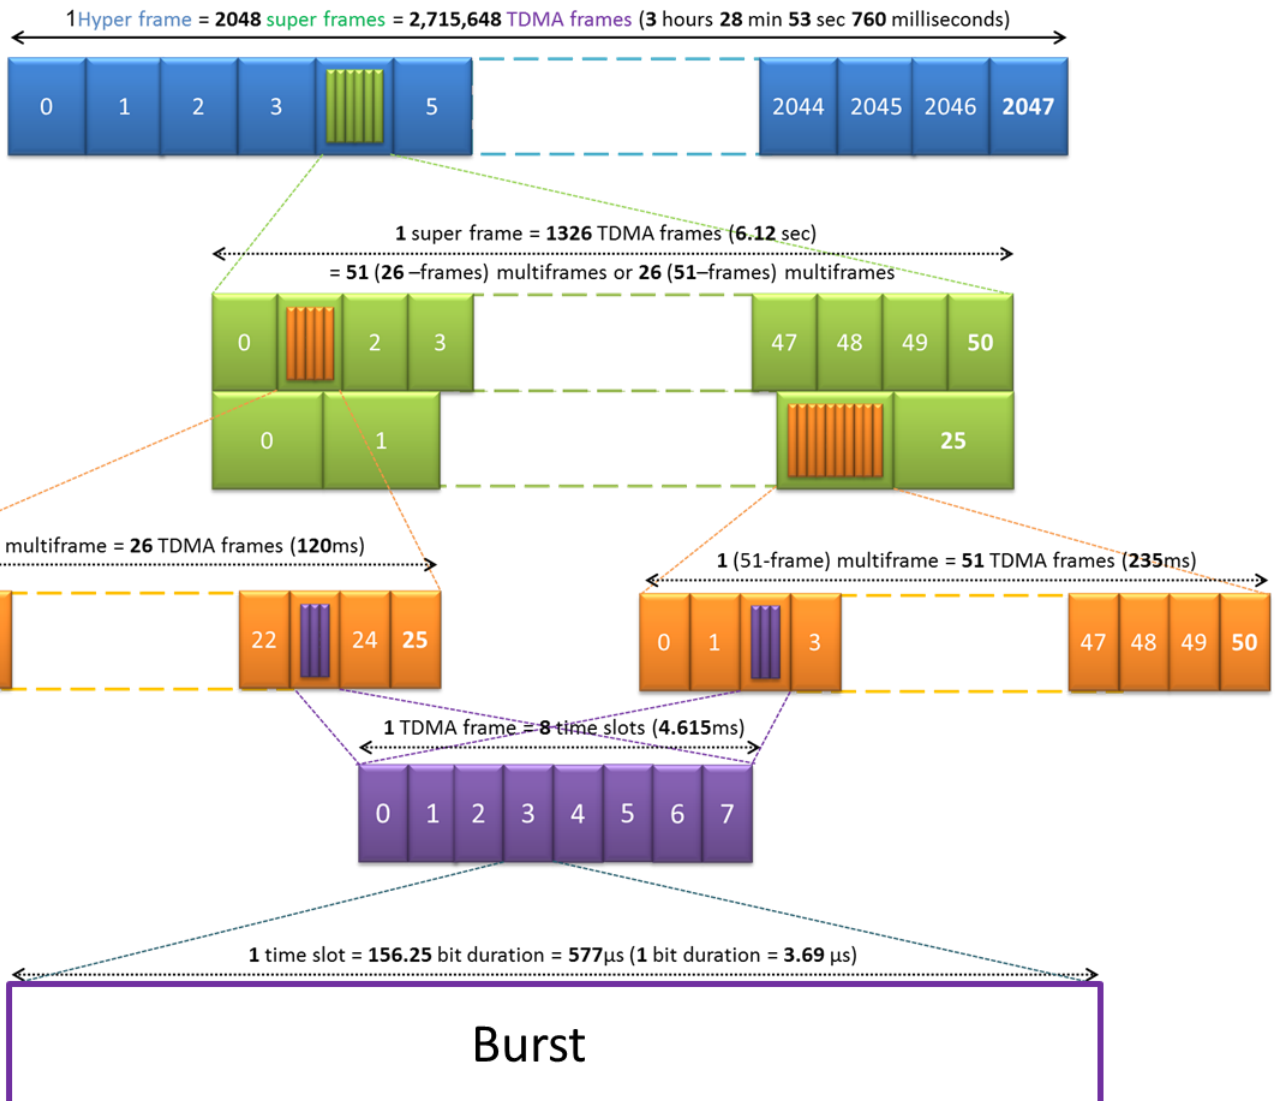 1Hyper frame = 2048 super frames = 2,715,648 TDMA frames (3 hours 28 min 53 sec 760 milliseconds)
0 1 2 3 5 2044 2045 2046 2047
1 super frame = 1326 TDMA frames (6.12 sec)
= 51 (26 –frames) multiframes or 26 (51–frames) multiframes
0 2 3 47 48 49 50
0 1 25
multiframe = 26 TDMA frames (120ms)
1 (51-frame) multiframe = 51 TDMA frames (235ms)
22 24 25 0 1 3 47 48 49 50
1 TDMA frame = 8 time slots (4.615ms)
0 1 2 3 4 5 6 7
1 time slot = 156.25 bit duration = 577µs (1 bit duration = 3.69 µs)
Burst